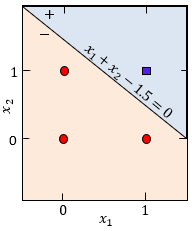 +
−
x₁ + x₂ − 1.5 = 0
1
x₂
0
0
1
x₁